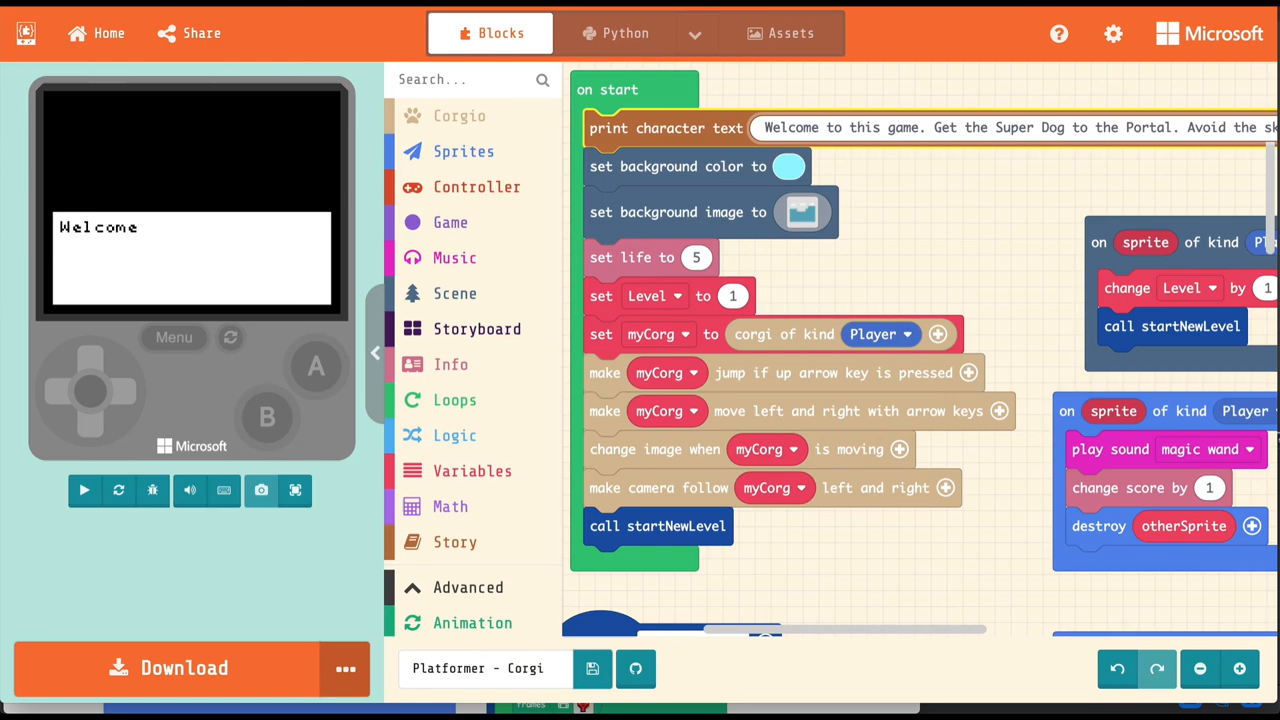 Home
Share
Blocks
Python
Assets
Microsoft
Welcome
Menu
A
B
Microsoft
Download
Search...
Corgio
Sprites
Controller
Game
Music
Scene
Storyboard
Info
Loops
Logic
Variables
Math
Story
Advanced
Animation
on start
print character text Welcome to this game. Get the Super Dog to the Portal. Avoid the sk
set background color to
set background image to
set life to 5
set Level to 1
set myCorg to corgi of kind Player
make myCorg jump if up arrow key is pressed
make myCorg move left and right with arrow keys
change image when myCorg is moving
make camera follow myCorg left and right
call startNewLevel
on sprite of kind Pl
change Level by 1
call startNewLevel
on sprite of kind Player
play sound magic wand
change score by 1
destroy otherSprite
Platformer - Corgi